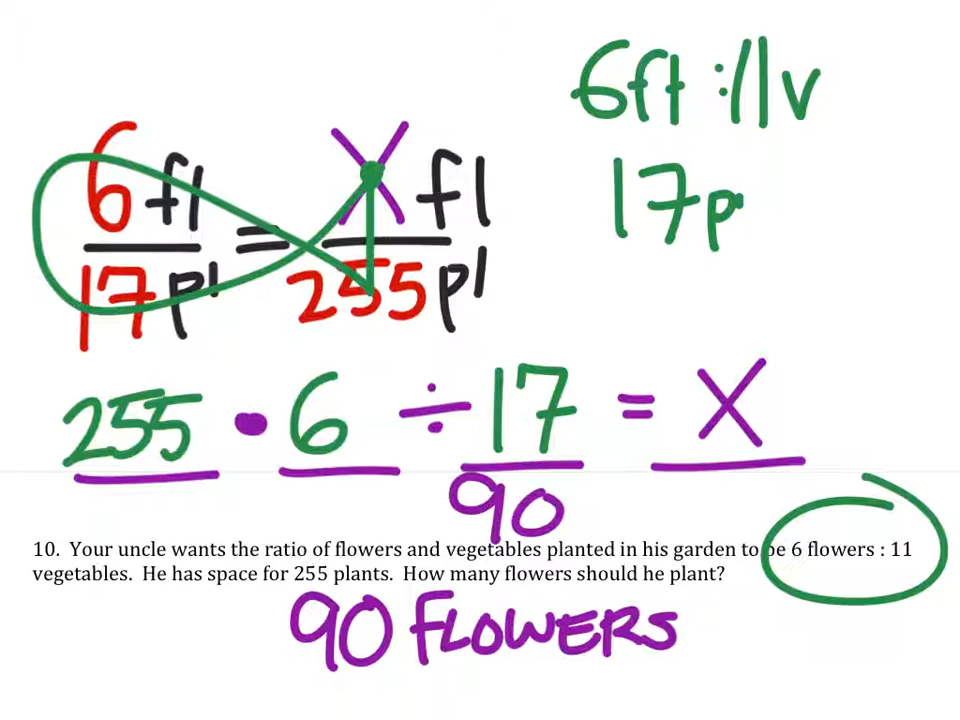 6ft : 11 v
17p
6 fl = X fl
17 pl 255 pl
255 • 6 ÷ 17 = X
90
10. Your uncle wants the ratio of flowers and vegetables planted in his garden to be 6 flowers : 11
vegetables. He has space for 255 plants. How many flowers should he plant?
90 FLOWERS